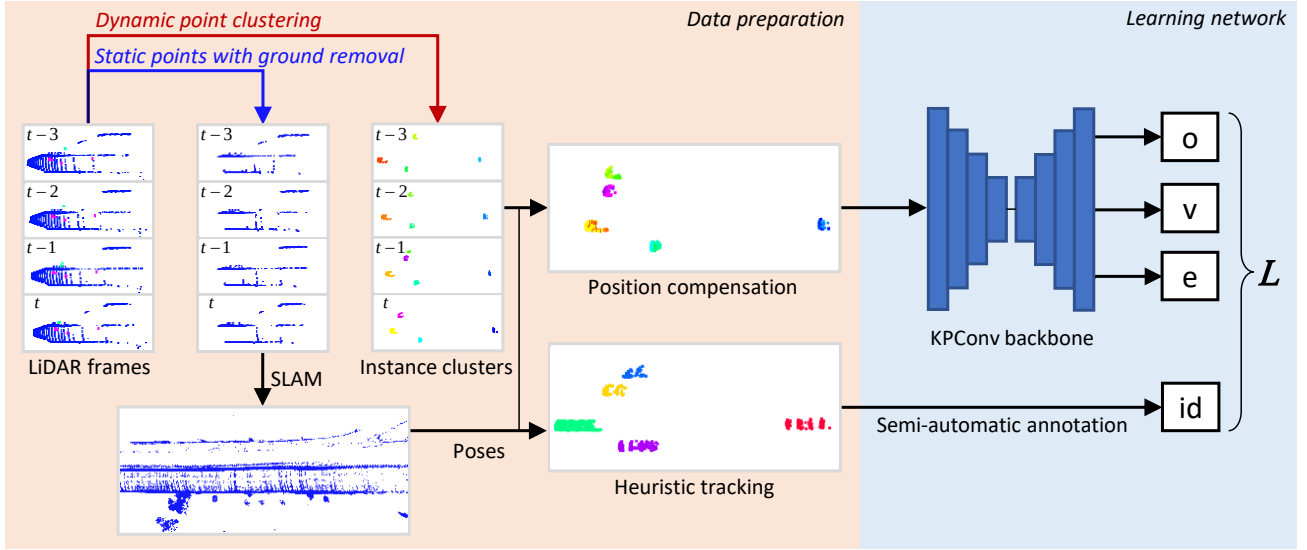 Dynamic point clustering
Data preparation
Learning network
Static points with ground removal
t − 3
t − 3
t − 3
t − 2
t − 2
t − 2
t − 1
t − 1
t − 1
t
t
t
LiDAR frames
SLAM
Instance clusters
Poses
Position compensation
Heuristic tracking
KPConv backbone
Semi-automatic annotation
o
v
e
id
L